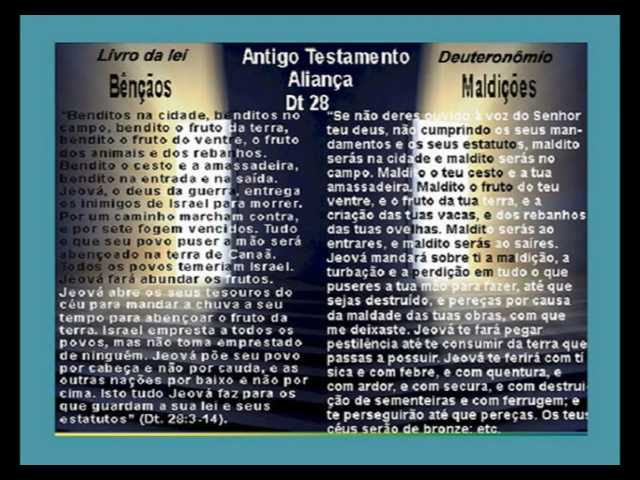 Livro da lei
Bênçãos
Antigo Testamento
Aliança
Dt 28
Deuteronômio
Maldições
"Benditos na cidade, benditos no
campo, bendito o fruto da terra,
bendito o fruto do ventre, o fruto
dos animais e dos rebanhos.
Bendito o cesto e a amassadeira,
bendito na entrada e na saída.
Jeová, o deus da guerra, entrega
os inimigos de Israel para morrer.
Por um caminho marcham contra,
e por sete fogem vencidos. Tudo
o que seu povo puser a mão será
abençoado na terra de Canaã.
Todos os povos temeriam Israel.
Jeová fará abundar os frutos.
Jeová abre os seus tesouros do
céu para mandar a chuva a seu
tempo para abençoar o fruto da
terra. Israel empresta a todos os
povos, mas não toma emprestado
de ninguém. Jeová põe seu povo
por cabeça e não por cauda, e as
outras nações por baixo e não por
cima. Isto tudo Jeová faz para os
que guardam a sua lei e seus
estatutos" (Dt. 28:3-14).
"Se não deres ouvido à voz do Senhor
teu deus, não cumprindo os seus man-
damentos e os seus estatutos, maldito
serás na cidade e maldito serás no
campo. Maldito o teu cesto e a tua
amassadeira. Maldito o fruto do teu
ventre, e o fruto da tua terra, e a
criação das tuas vacas, e dos rebanhos
das tuas ovelhas. Maldito serás ao
entrares, e maldito serás ao saíres.
Jeová mandará sobre ti a maldição, a
turbação e a perdição em tudo o que
puseres a tua mão para fazer, até que
sejas destruído, e pereças por causa
da maldade das tuas obras, com que
me deixaste. Jeová te fará pegar
pestilência até te consumir da terra que
passas a possuir. Jeová te ferirá com tí
sica e com febre, e com quentura, e
com ardor, e com secura, e com destrui-
ção de sementeiras e com ferrugem; e
te perseguirão até que pereças. Os teus
céus serão de bronze; etc.